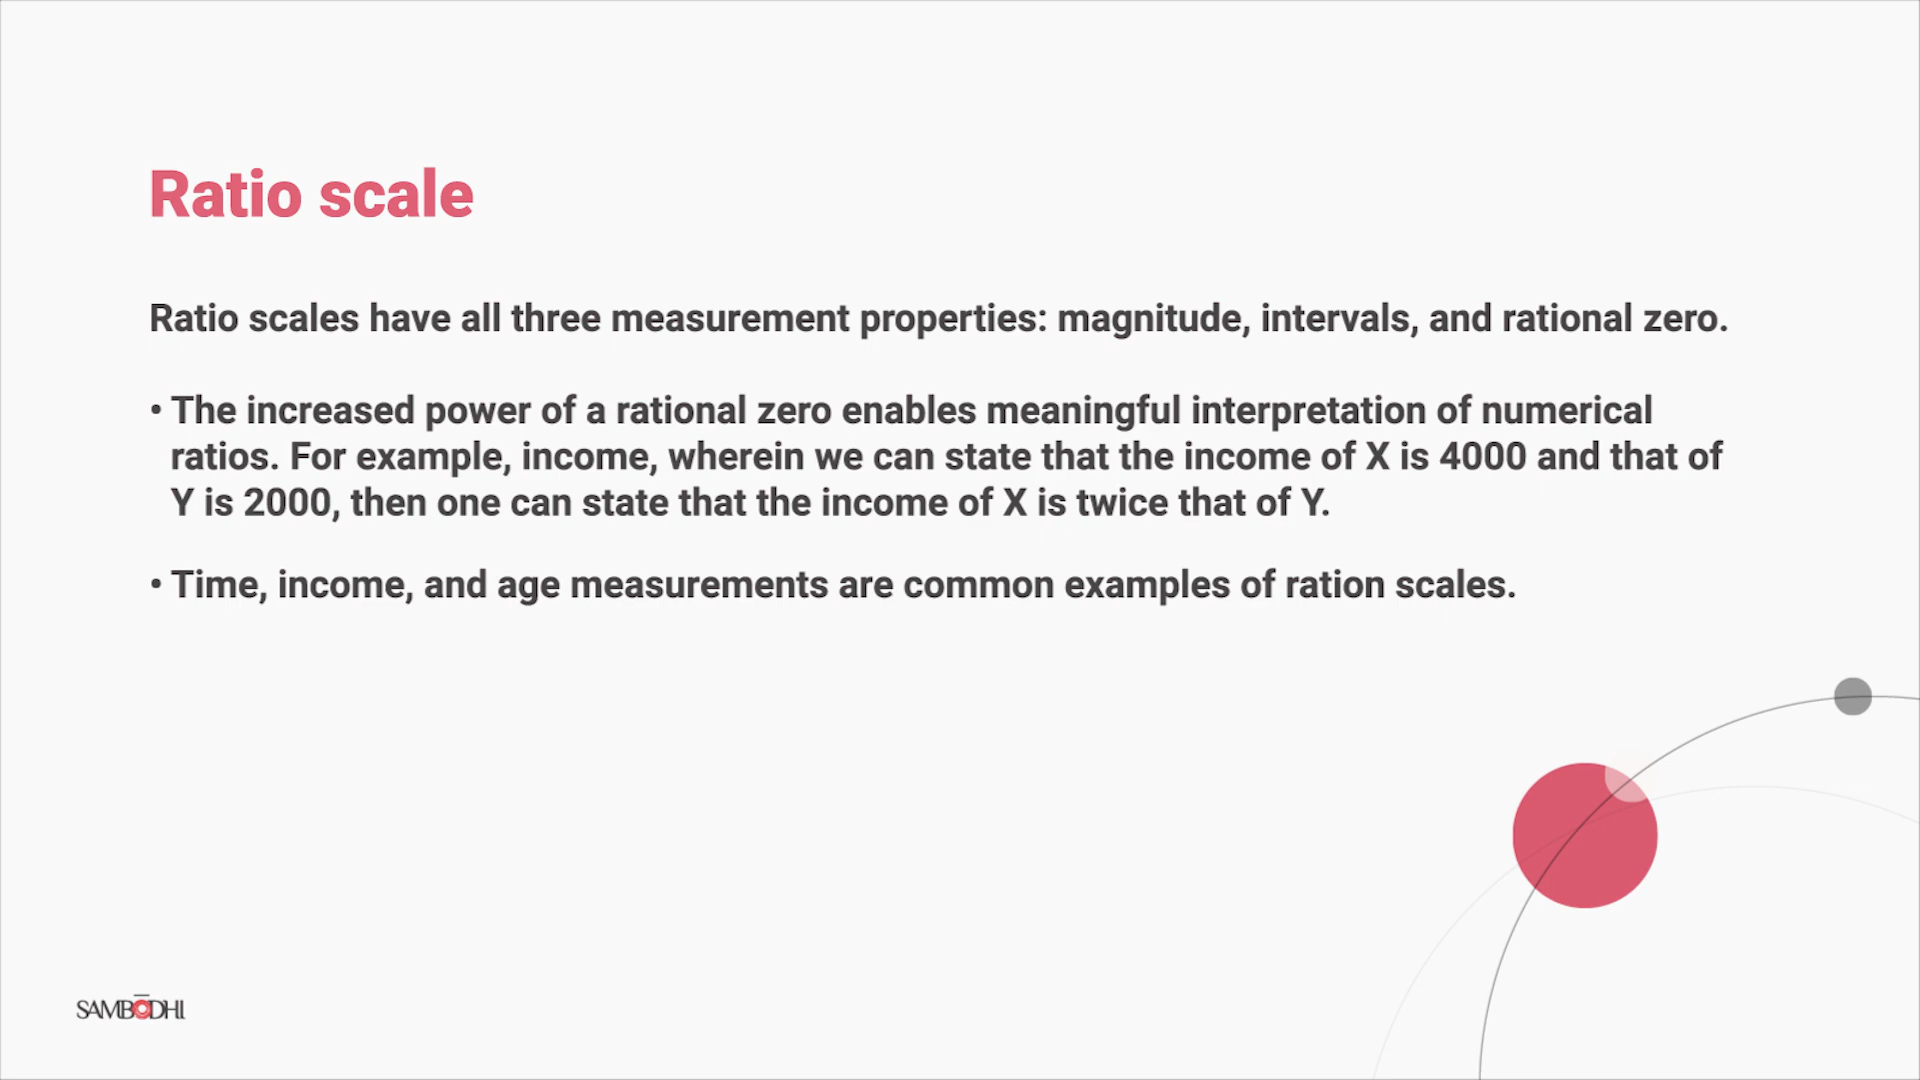 Ratio scale
Ratio scales have all three measurement properties: magnitude, intervals, and rational zero.
• The increased power of a rational zero enables meaningful interpretation of numerical
ratios. For example, income, wherein we can state that the income of X is 4000 and that of
Y is 2000, then one can state that the income of X is twice that of Y.
• Time, income, and age measurements are common examples of ration scales.
SAMBŌDHI